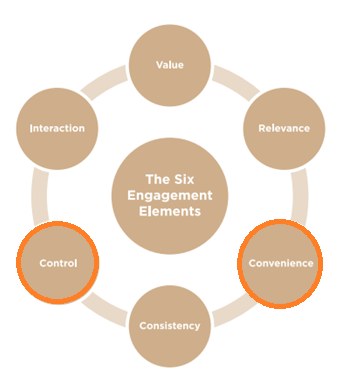 Value
Interaction
Relevance
The Six
Engagement
Elements
Control
Convenience
Consistency